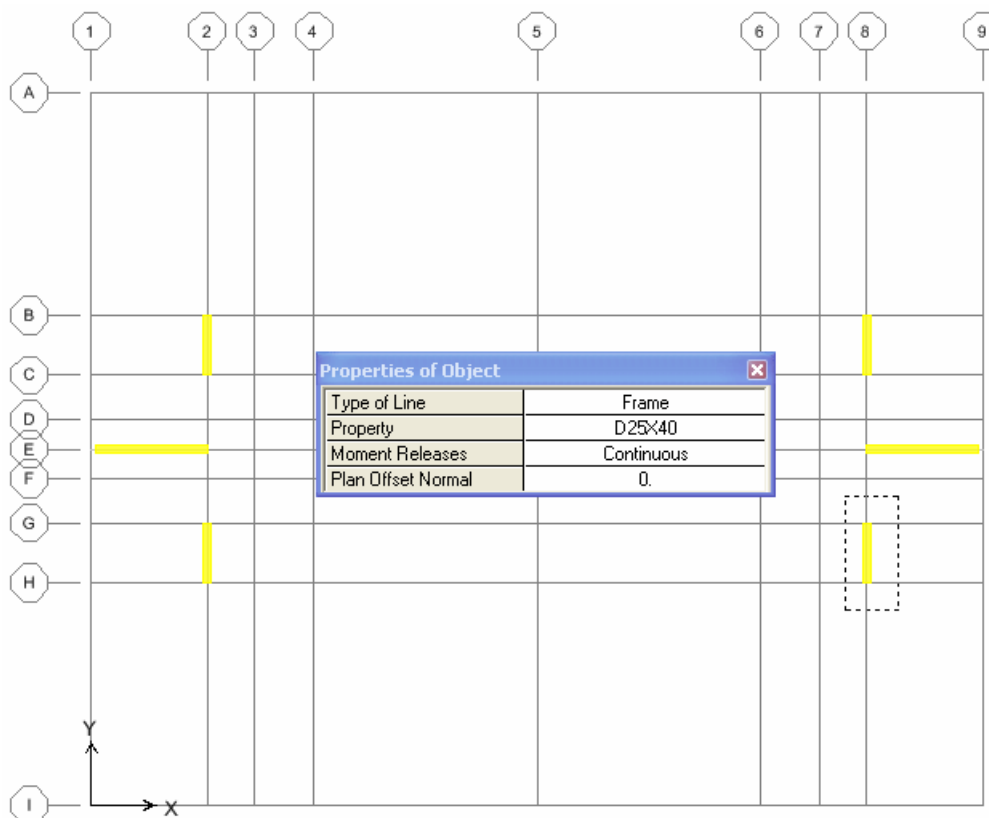 1 2 3 4 5 6 7 8 9
A
B
C
Properties of Object
Type of Line Frame
Property D25X40
Moment Releases Continuous
Plan Offset Normal 0.
D
E
F
G
H
Y
X
I